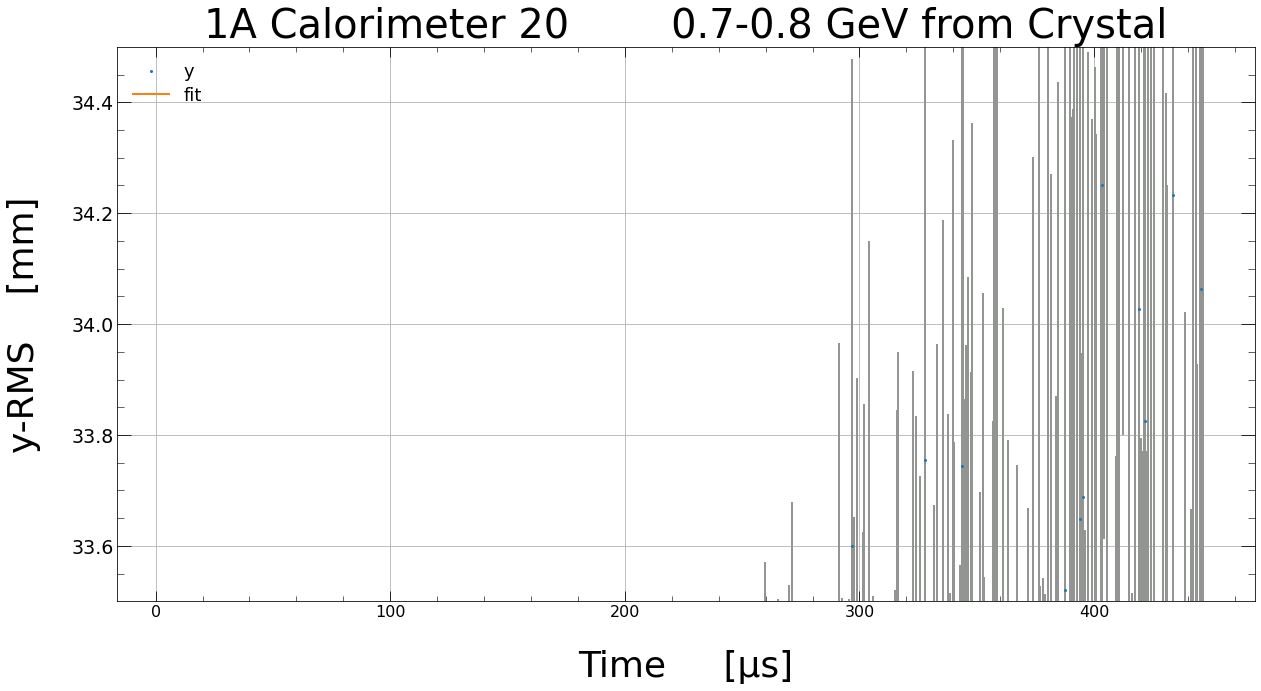 1A Calorimeter 20 0.7-0.8 GeV from Crystal
y
fit
34.4
34.2
34.0
33.8
33.6
y-RMS [mm]
0 100 200 300 400
Time [μs]